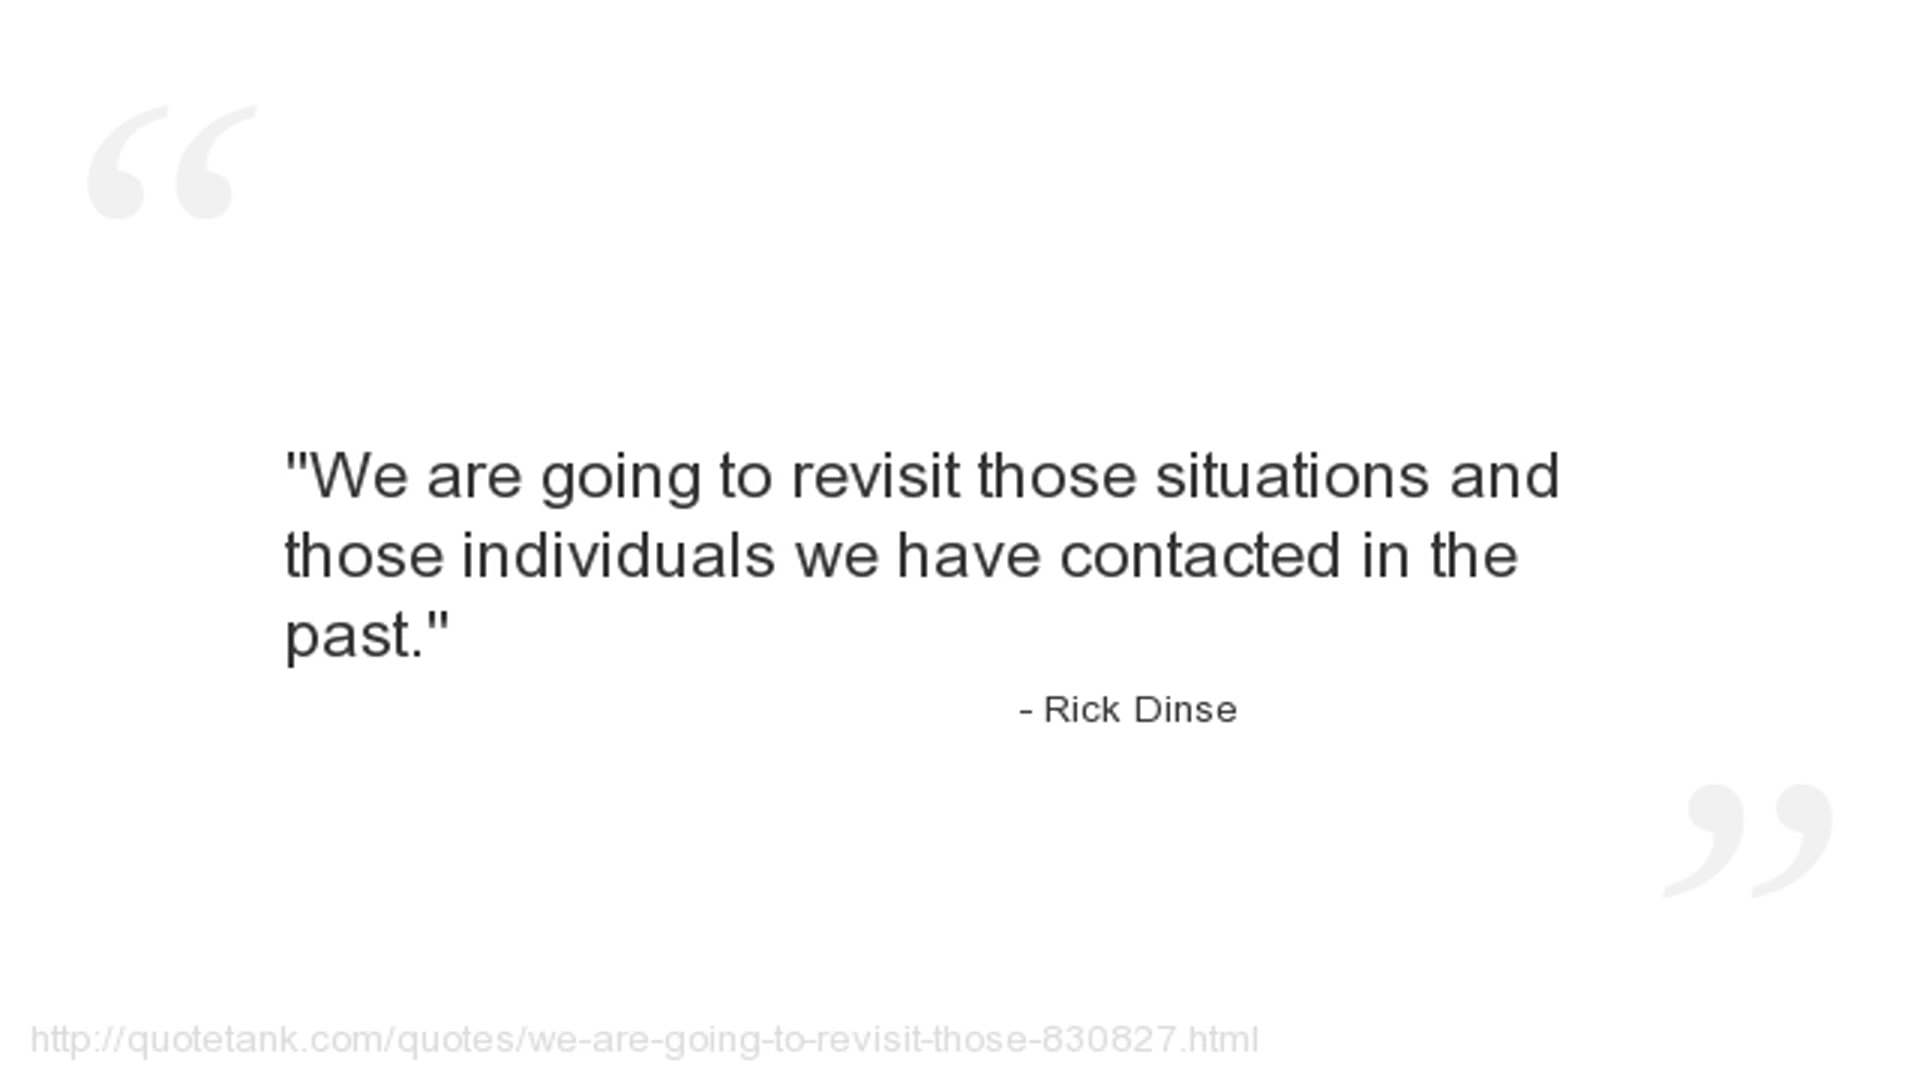 "We are going to revisit those situations and
those individuals we have contacted in the
past."
- Rick Dinse
http://quotetank.com/quotes/we-are-going-to-revisit-those-830827.html